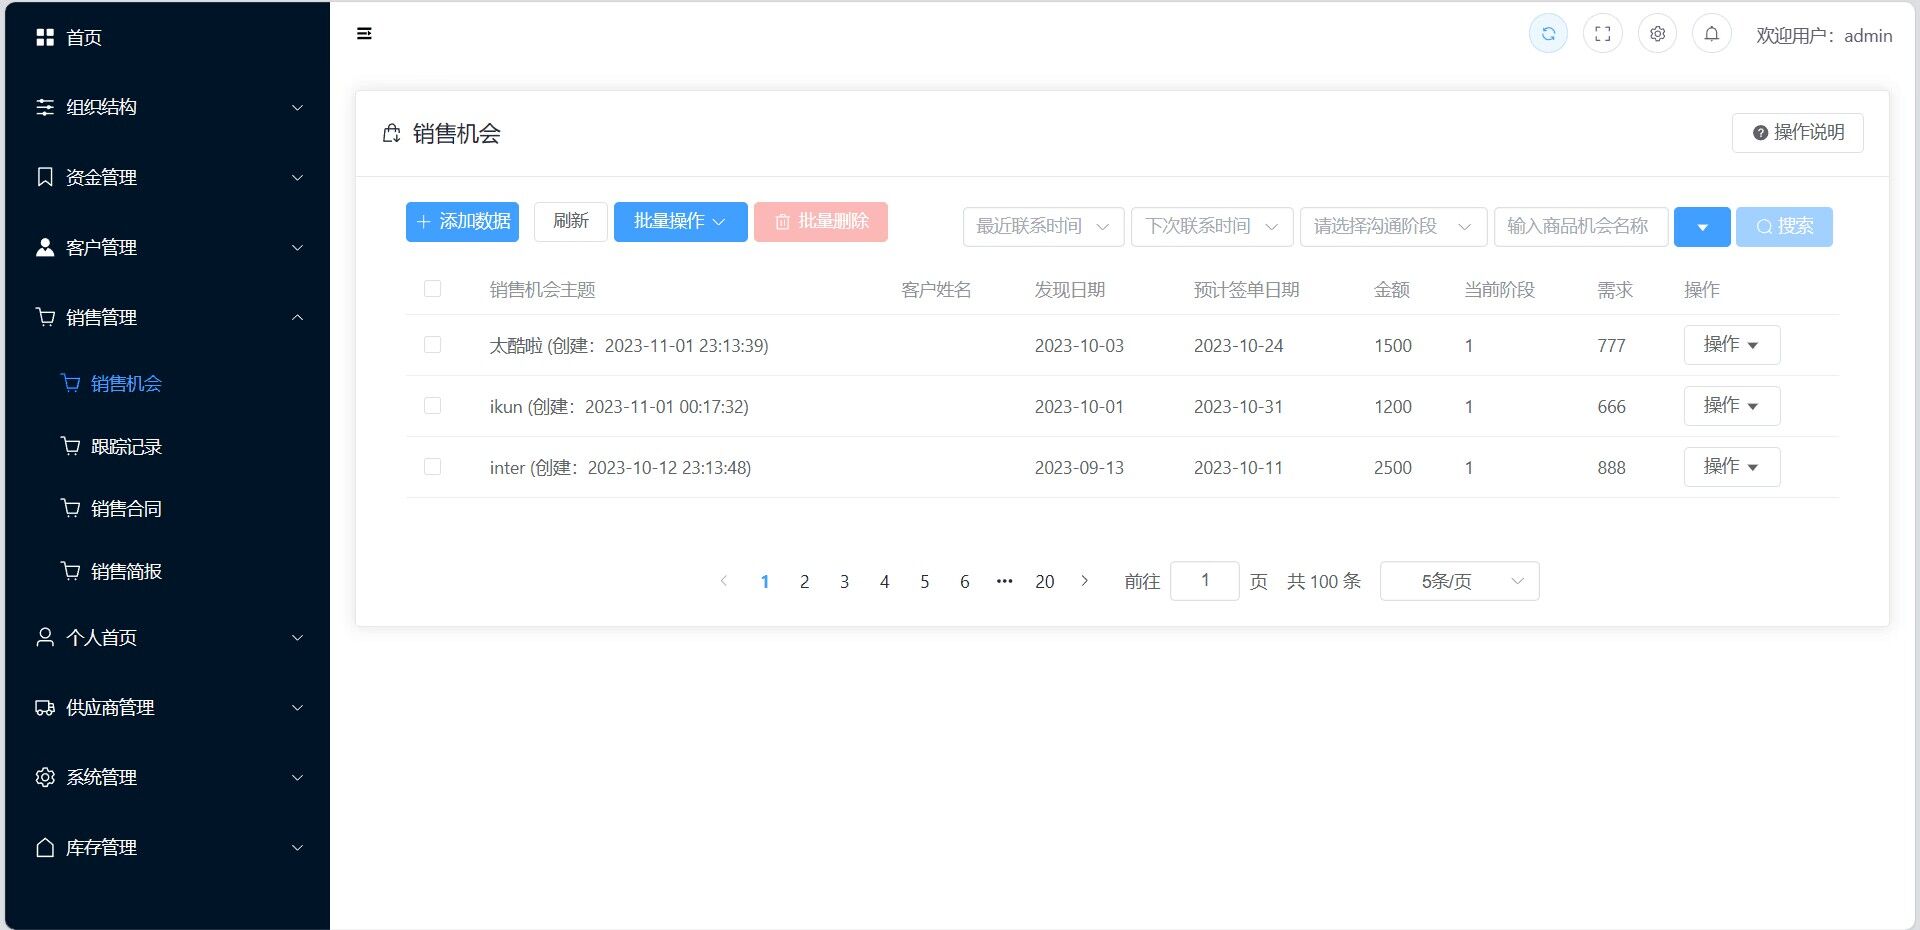 首页
组织结构
资金管理
客户管理
销售管理
销售机会
跟踪记录
销售合同
销售简报
个人首页
供应商管理
系统管理
库存管理
欢迎用户：admin
销售机会
操作说明
添加数据 刷新 批量操作 批量删除 最近联系时间 下次联系时间 请选择沟通阶段 输入商品机会名称 搜索
销售机会主题 客户姓名 发现日期 预计签单日期 金额 当前阶段 需求 操作
太酷啦 (创建：2023-11-01 23:13:39) 2023-10-03 2023-10-24 1500 1 777 操作
ikun (创建：2023-11-01 00:17:32) 2023-10-01 2023-10-31 1200 1 666 操作
inter (创建：2023-10-12 23:13:48) 2023-09-13 2023-10-11 2500 1 888 操作
1 2 3 4 5 6 ••• 20 前往 1 页 共 100 条 5条/页